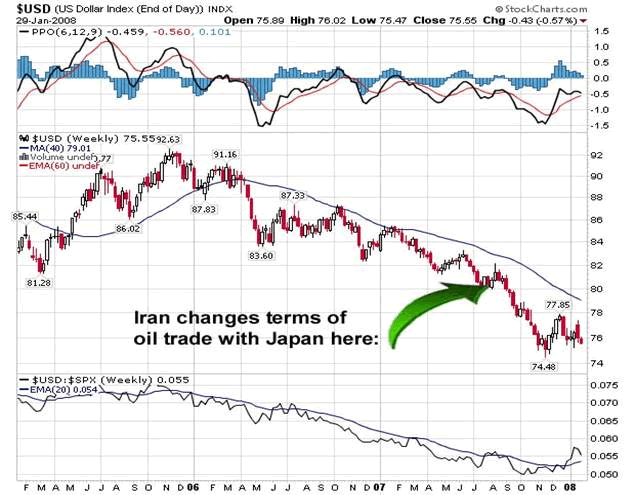 $USD (US Dollar Index (End of Day)) INDX © StockCharts.com
29-Jan-2008 Open 75.89 High 76.02 Low 75.47 Close 75.55 Chg -0.43 (-0.57%)
PPO(6,12,9) -0.459, -0.560, 0.101
1.5
1.0
0.5
0.0
-0.5
-1.0
-1.5
$USD (Weekly) 75.55
MA(40) 79.01
Volume undef
EMA(60) undef
.77
92.63
91.16
85.44
86.02
87.83
87.33
81.28
83.60
77.85
74.48
92
90
88
86
84
82
80
78
76
74
Iran changes terms of
oil trade with Japan here:
$USD:$SPX (Weekly) 0.055
EMA(20) 0.054
0.075
0.070
0.065
0.060
0.055
0.050
F M A M J J A S O N D 06 F M A M J J A S O N D 07 F M A M J J A S O N D 08 F